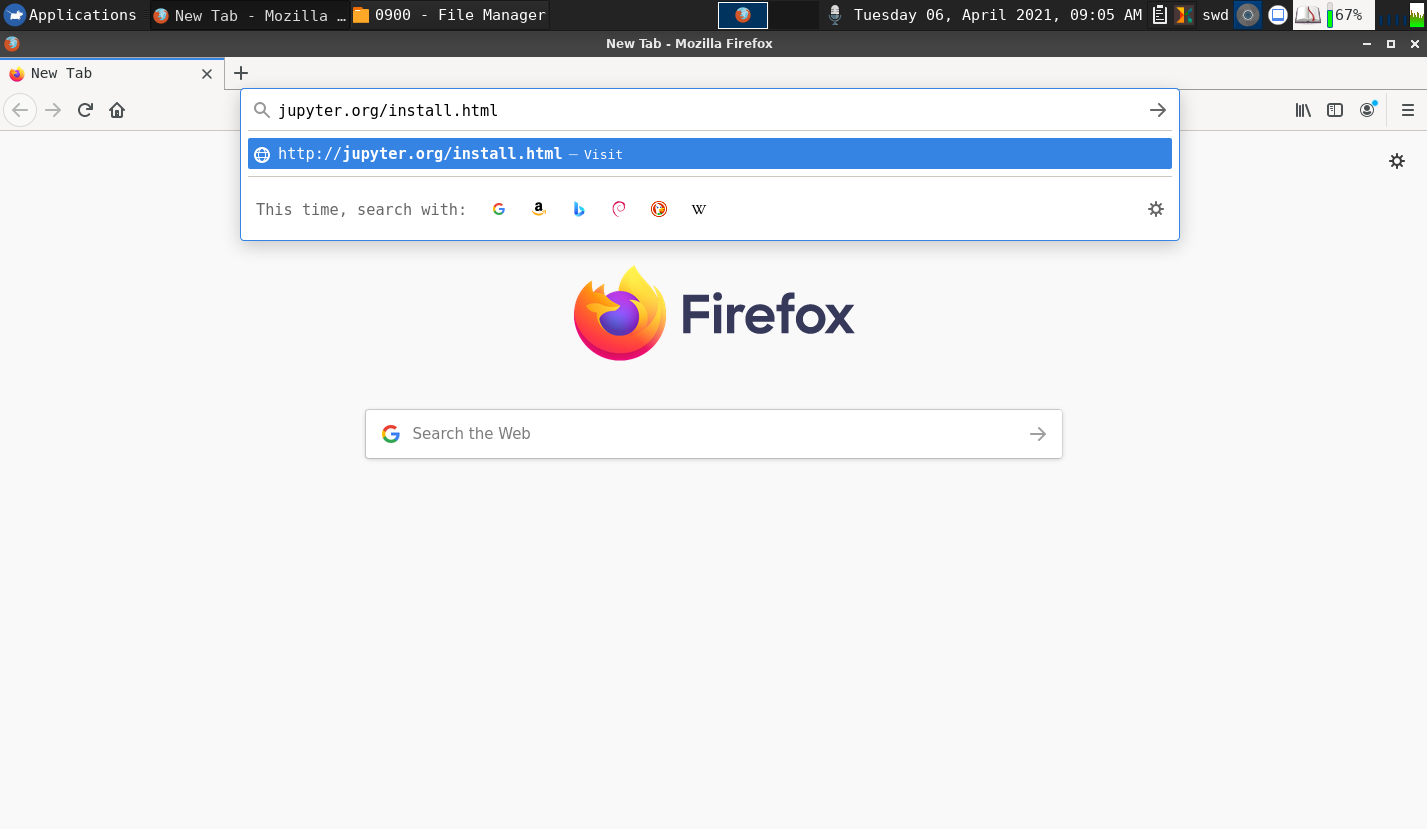 Applications New Tab - Mozilla … 0900 - File Manager Tuesday 06, April 2021, 09:05 AM swd 67%
New Tab - Mozilla Firefox
New Tab
jupyter.org/install.html
http://jupyter.org/install.html — Visit
This time, search with: W
Firefox
Search the Web